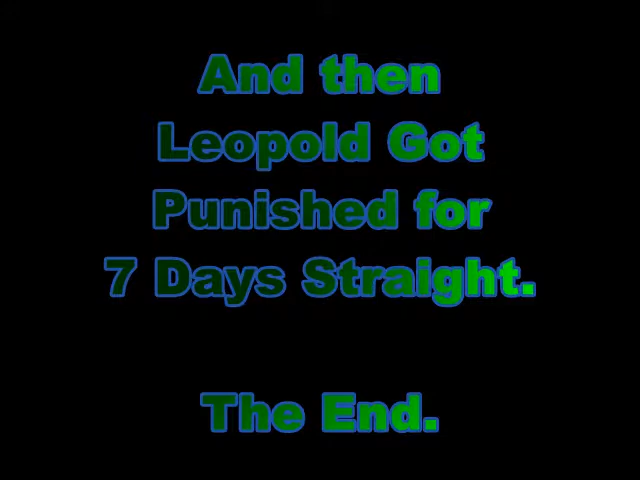 And then
Leopold Got
Punished for
7 Days Straight.
The End.